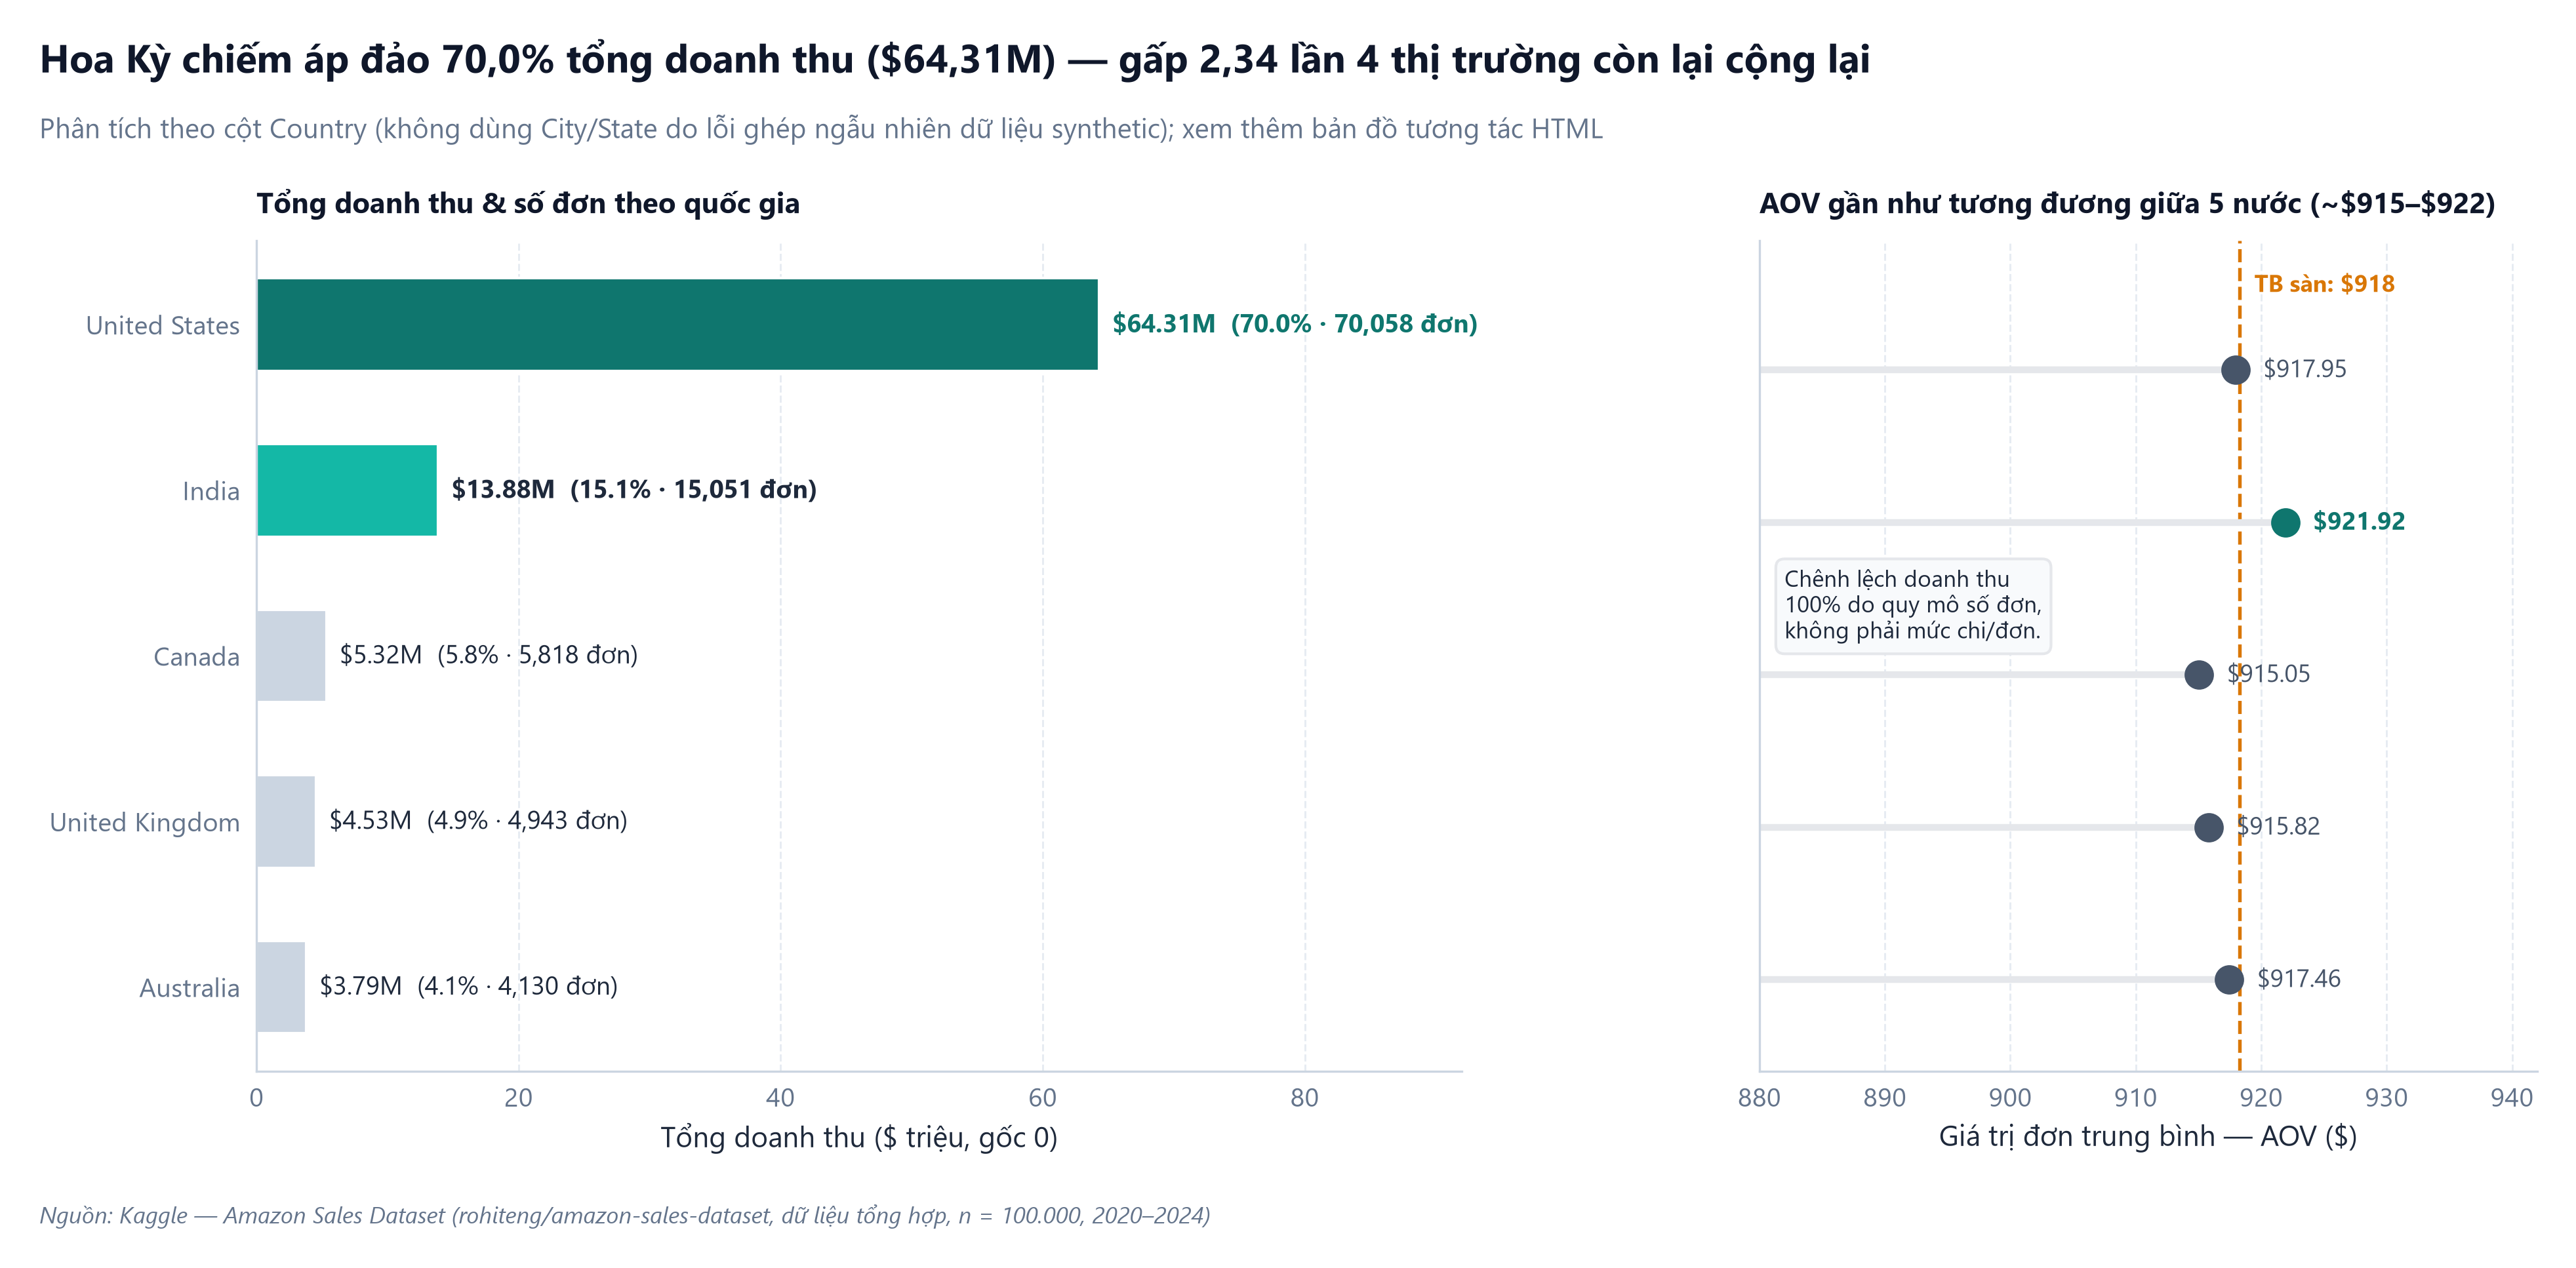 Hoa Kỳ chiếm áp đảo 70,0% tổng doanh thu ($64,31M) — gấp 2,34 lần 4 thị trường còn lại cộng lại
Phân tích theo cột Country (không dùng City/State do lỗi ghép ngẫu nhiên dữ liệu synthetic); xem thêm bản đồ tương tác HTML
Tổng doanh thu & số đơn theo quốc gia
United States
$64.31M (70.0% · 70,058 đơn)
India
$13.88M (15.1% · 15,051 đơn)
Canada
$5.32M (5.8% · 5,818 đơn)
United Kingdom
$4.53M (4.9% · 4,943 đơn)
Australia
$3.79M (4.1% · 4,130 đơn)
0 20 40 60 80
Tổng doanh thu ($ triệu, gốc 0)
AOV gần như tương đương giữa 5 nước (~$915–$922)
TB sàn: $918
$917.95
$921.92
Chênh lệch doanh thu
100% do quy mô số đơn,
không phải mức chi/đơn.
$915.05
$915.82
$917.46
880 890 900 910 920 930 940
Giá trị đơn trung bình — AOV ($)
Nguồn: Kaggle — Amazon Sales Dataset (rohiteng/amazon-sales-dataset, dữ liệu tổng hợp, n = 100.000, 2020–2024)